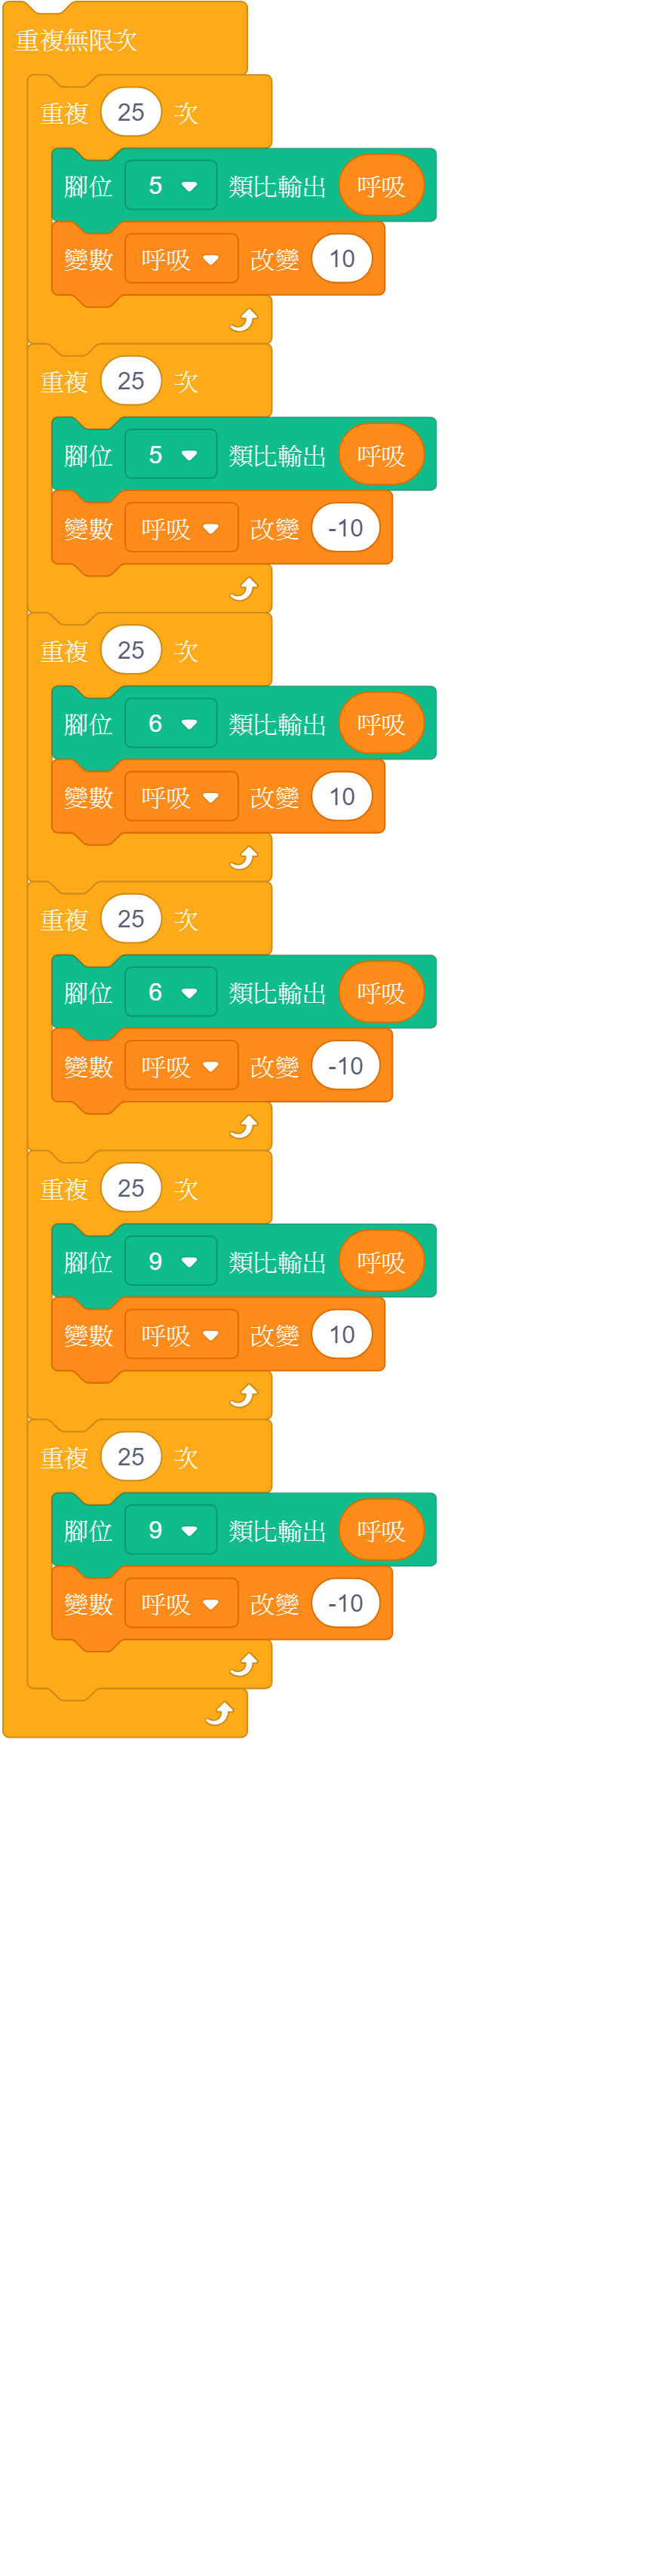 重複無限次
重複 25 次
腳位 5 類比輸出 呼吸
變數 呼吸 改變 10
重複 25 次
腳位 5 類比輸出 呼吸
變數 呼吸 改變 -10
重複 25 次
腳位 6 類比輸出 呼吸
變數 呼吸 改變 10
重複 25 次
腳位 6 類比輸出 呼吸
變數 呼吸 改變 -10
重複 25 次
腳位 9 類比輸出 呼吸
變數 呼吸 改變 10
重複 25 次
腳位 9 類比輸出 呼吸
變數 呼吸 改變 -10